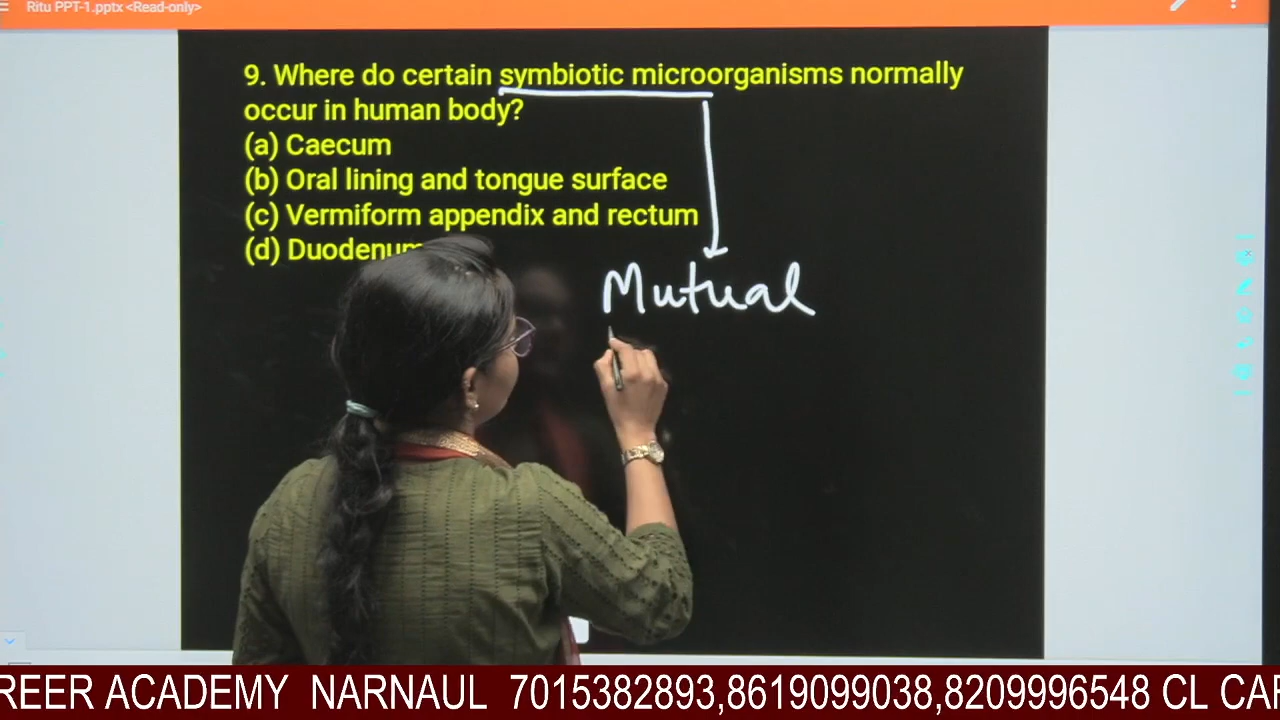 Ritu PPT-1.pptx <Read-only>
9. Where do certain symbiotic microorganisms normally
occur in human body?
(a) Caecum
(b) Oral lining and tongue surface
(c) Vermiform appendix and rectum
(d) Duodenum
Mutual
REER ACADEMY NARNAUL 7015382893,8619099038,8209996548 CL CAR